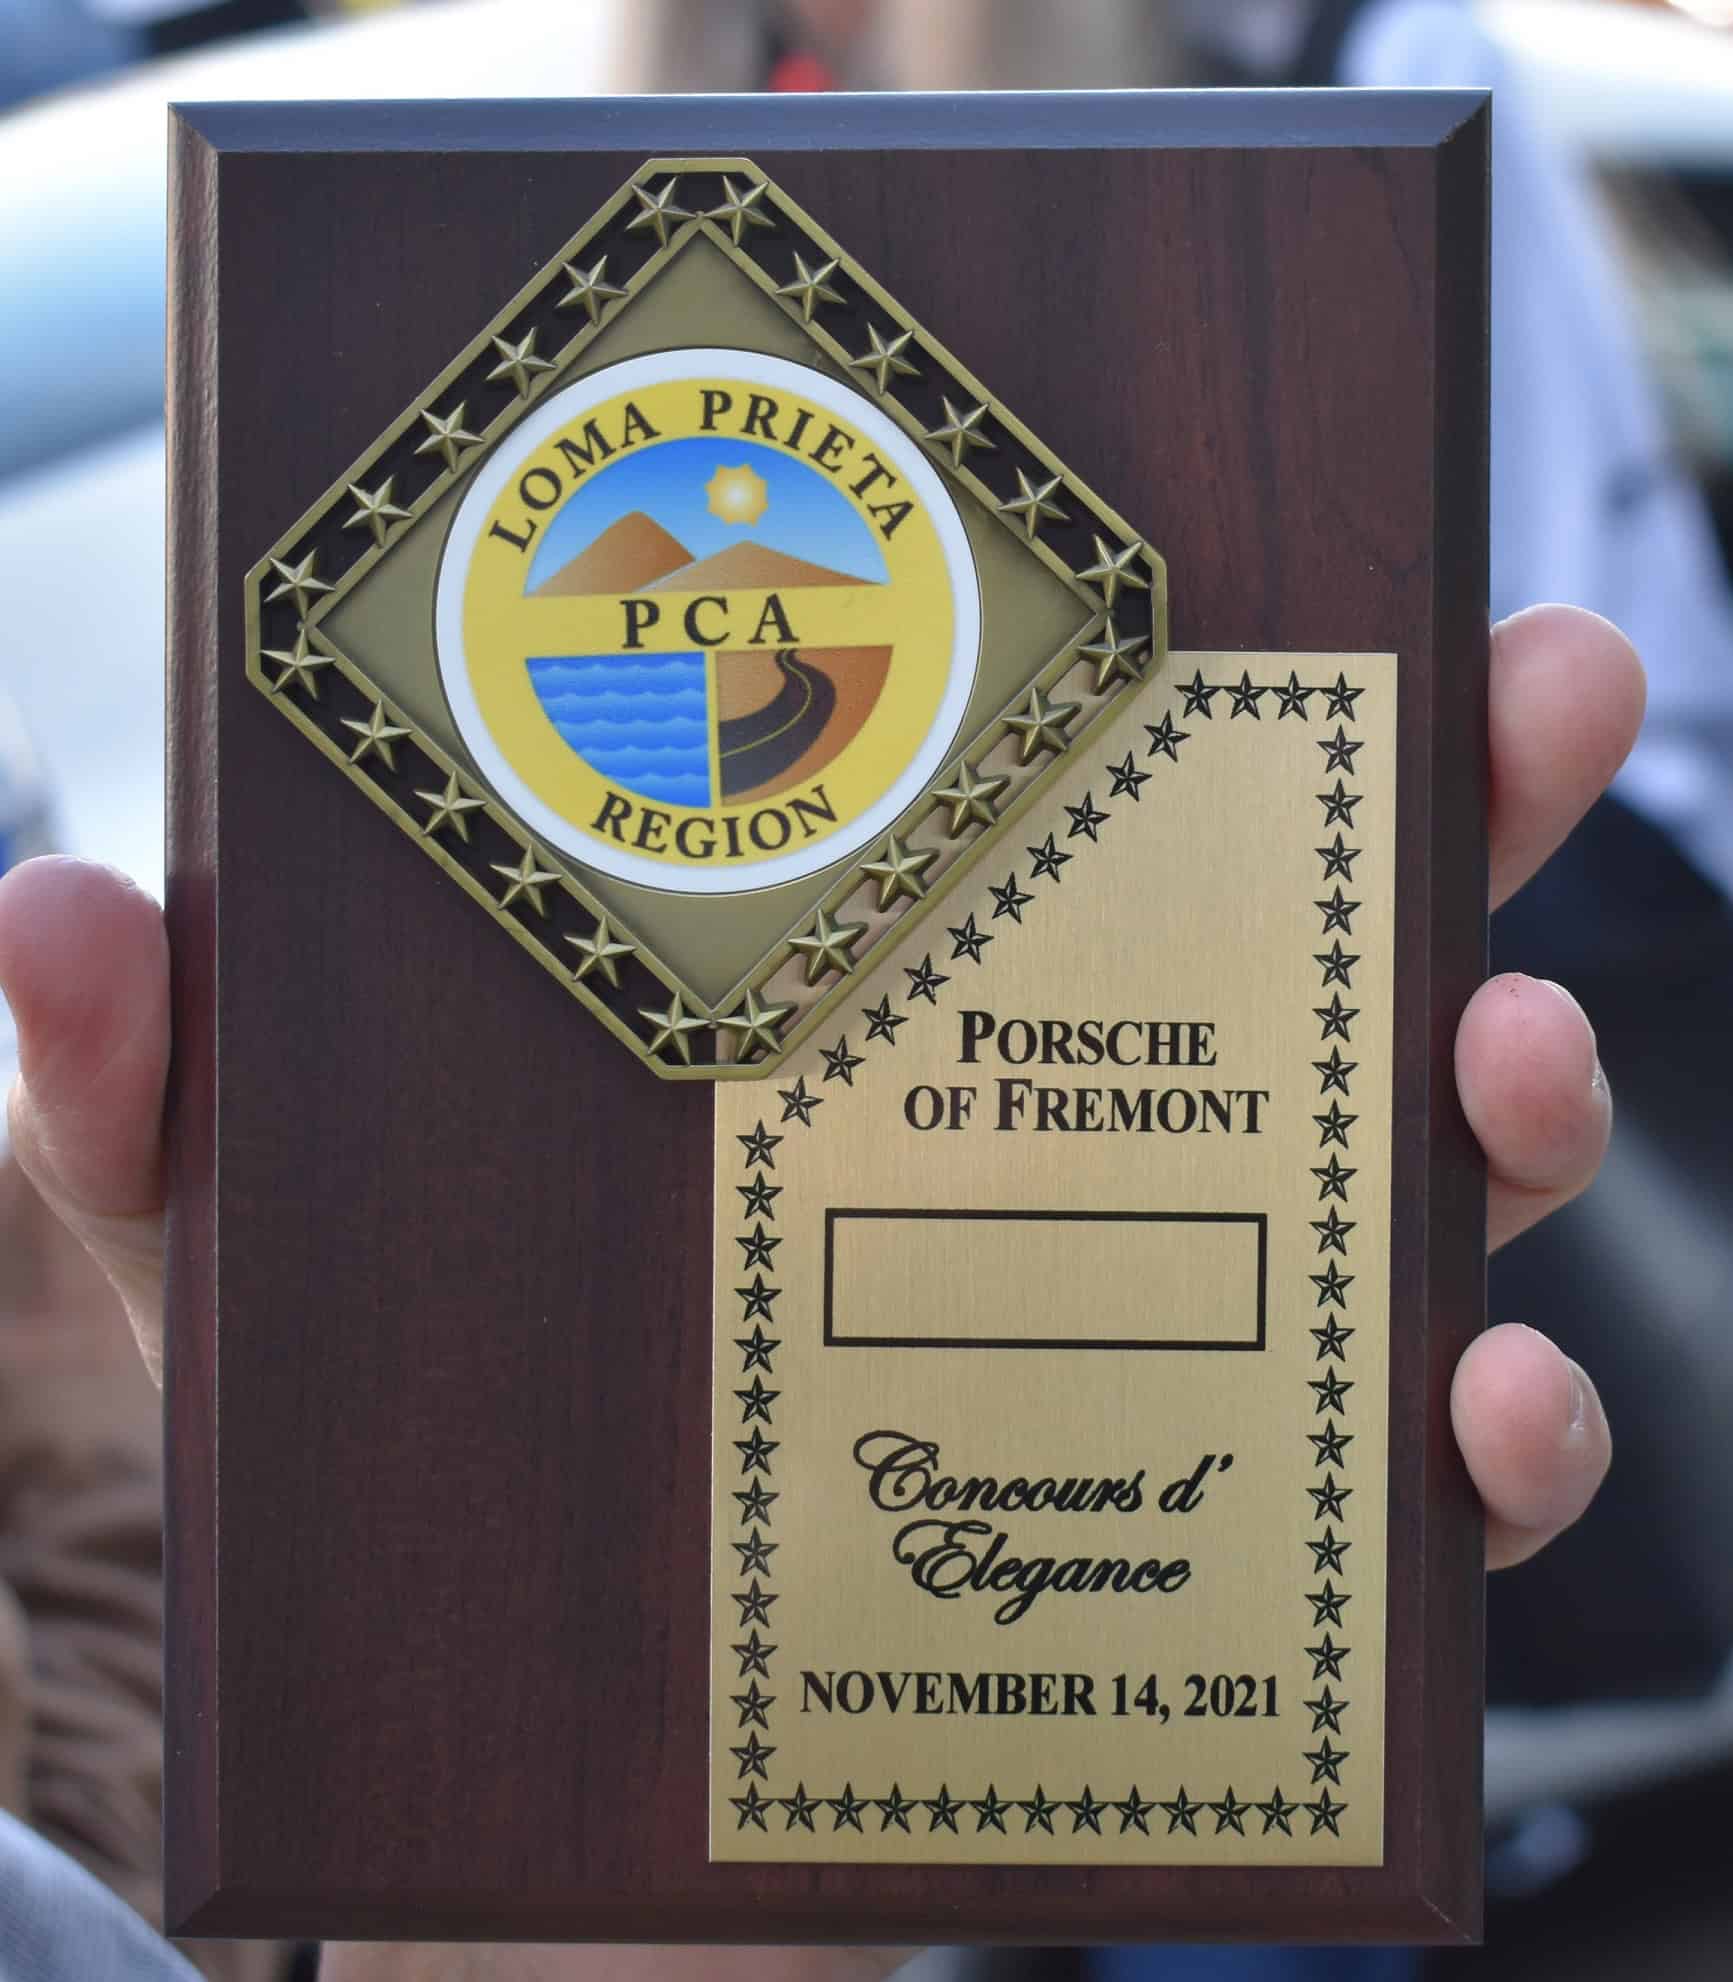 LOMA PRIETA
PCA
REGION
PORSCHE
OF FREMONT
Concours d'
Elegance
NOVEMBER 14, 2021